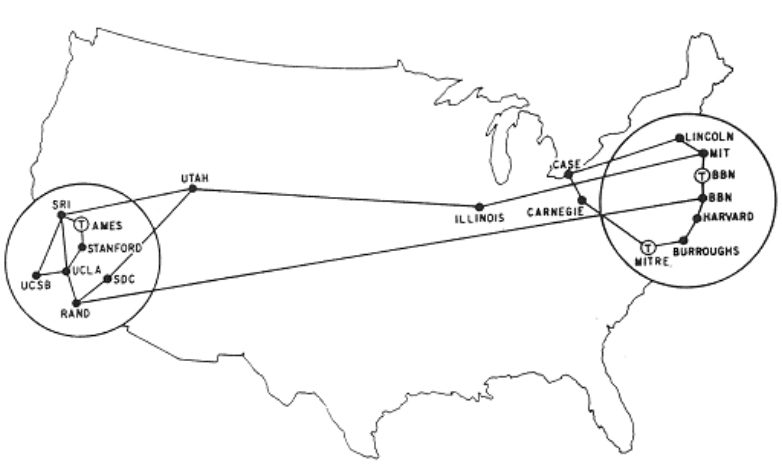 LINCOLN
MIT
CASE
T BBN
UTAH
BBN
SRI
ILLINOIS
CARNEGIE
HARVARD
T AMES
STANFORD
T
BURROUGHS
MITRE
UCLA
SDC
UCSB
RAND